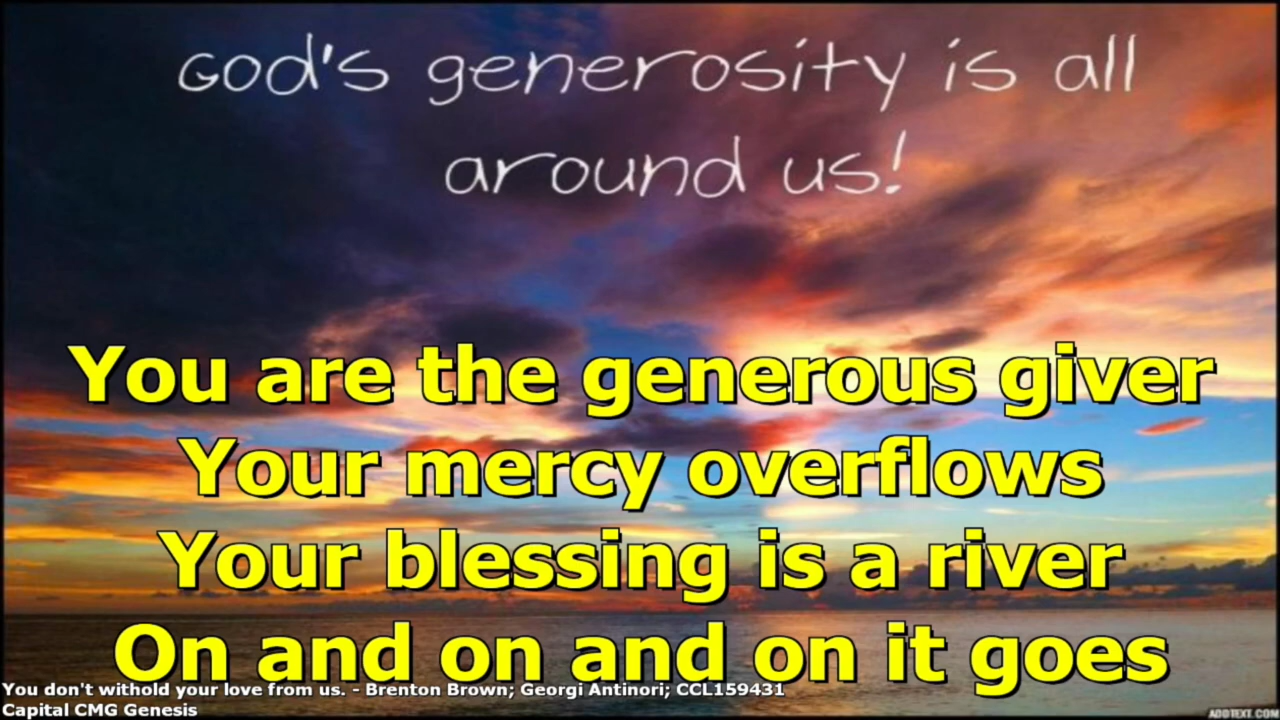 God's generosity is all
around us!
You are the generous giver
Your mercy overflows
Your blessing is a river
On and on and on it goes
You don't withold your love from us. - Brenton Brown; Georgi Antinori; CCL159431
Capital CMG Genesis
ADDTEXT.COM